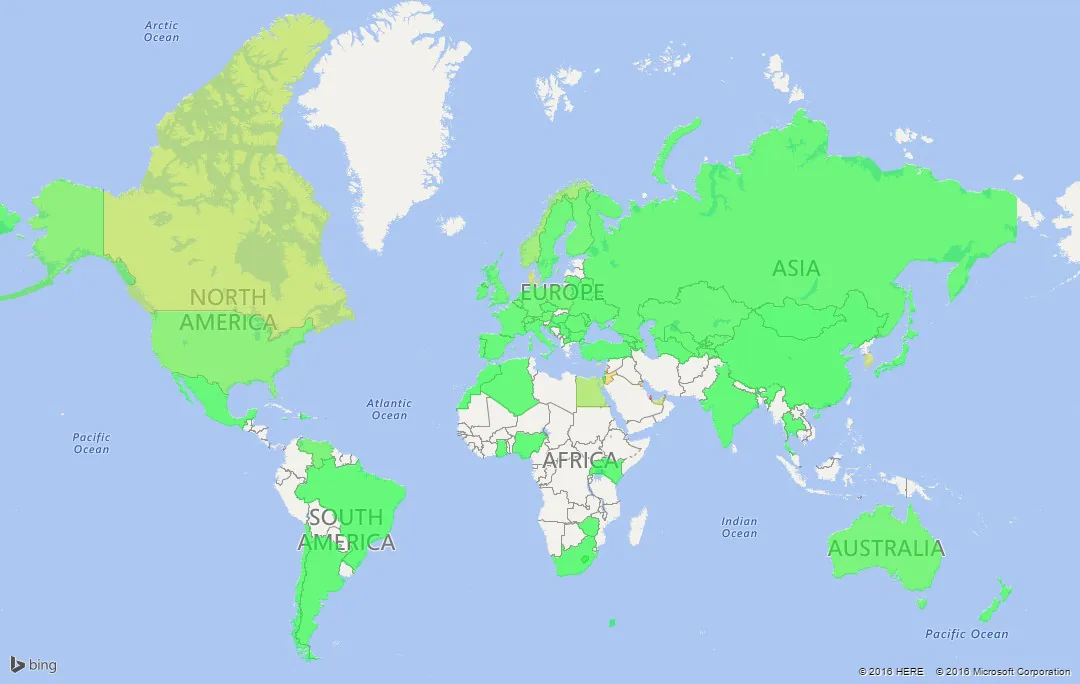 Arctic
Ocean
ASIA
EUROPE
NORTH
AMERICA
Atlantic
Ocean
Pacific
Ocean
AFRICA
SOUTH
AMERICA
Indian
Ocean
AUSTRALIA
Pacific Ocean
bing
© 2016 HERE © 2016 Microsoft Corporation